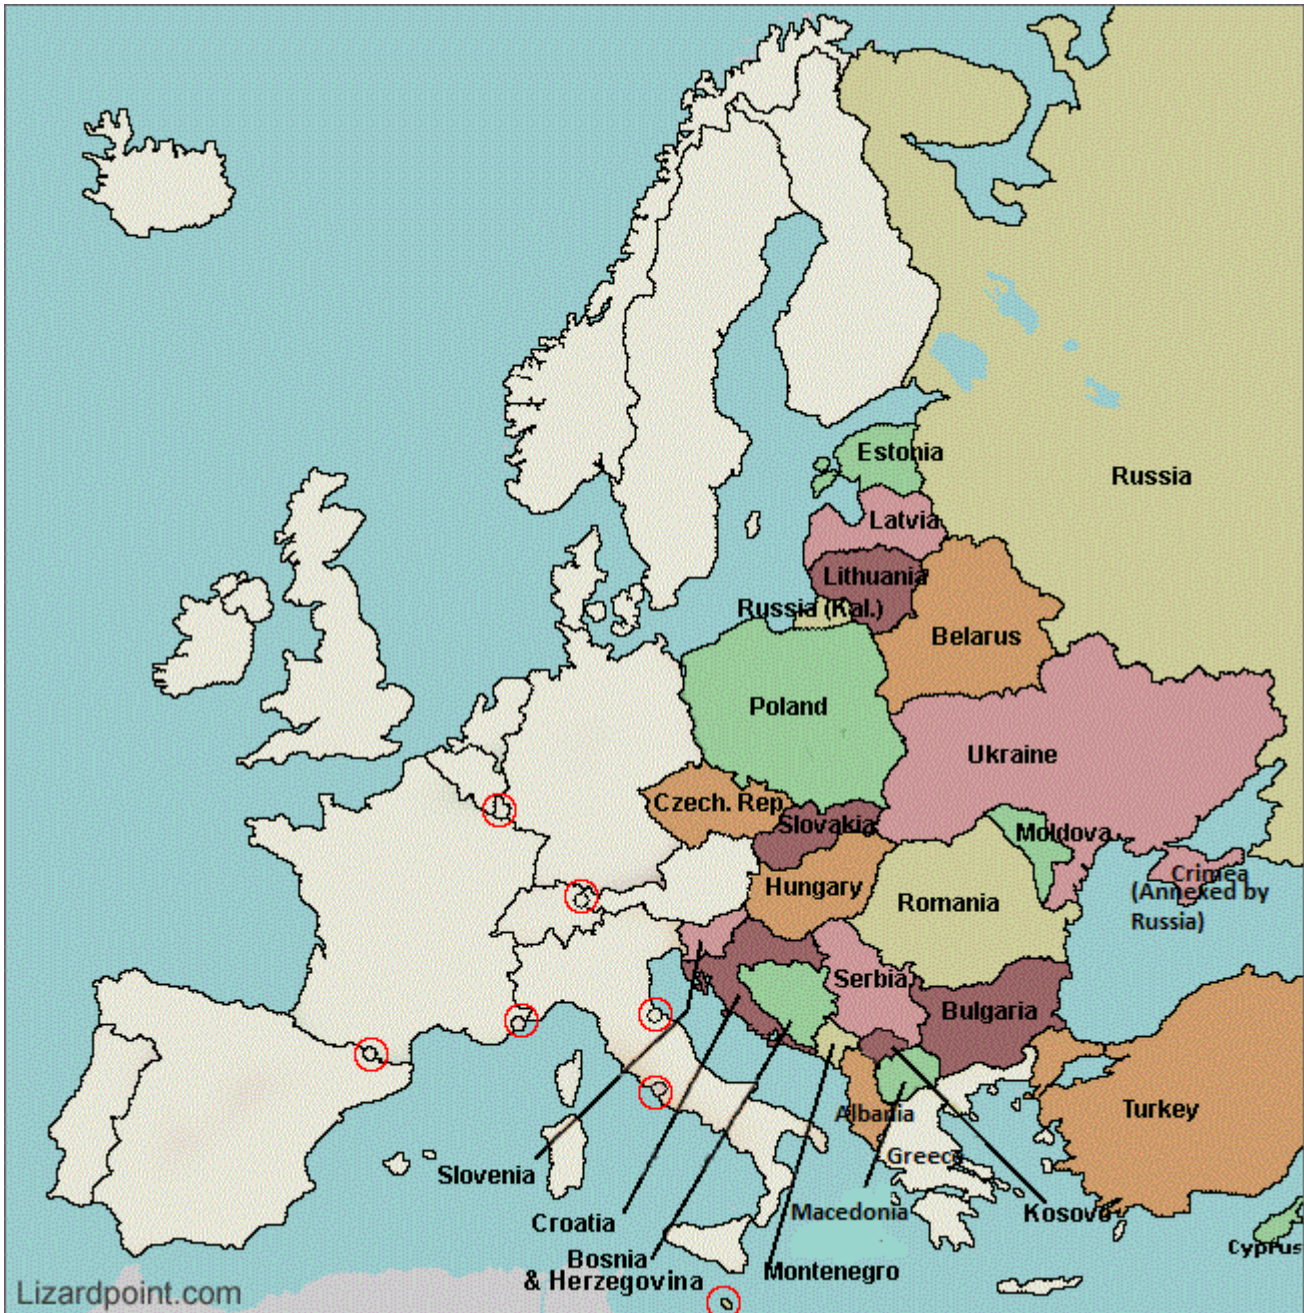 Estonia
Russia
Latvia
Lithuania
Russia (Kal.)
Belarus
Poland
Ukraine
Czech. Rep
Slovakia
Moldova
Crimea
(Annexed by
Russia)
Hungary
Romania
Serbia
Bulgaria
Turkey
Albania
Greece
Slovenia
Macedonia
Kosovo
Croatia
Cyprus
Bosnia
& Herzegovina
Montenegro
Lizardpoint.com